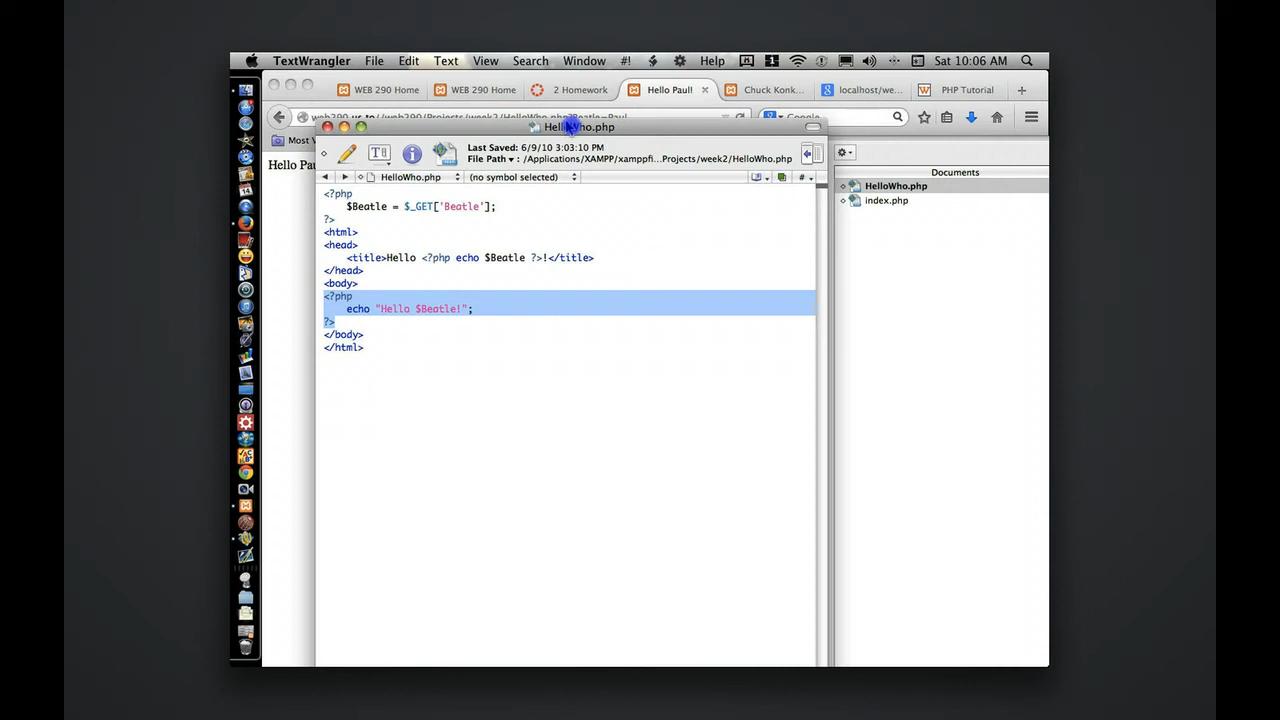 TextWrangler File Edit Text View Search Window #! Help 1 Sat 10:06 AM
WEB 290 Home WEB 290 Home 2 Homework Hello Paul! Chuck Konk... localhost/we... PHP Tutorial
Google
Most V
HelloWho.php
Hello Pau
Last Saved: 6/9/10 3:03:10 PM
File Path ▾ : /Applications/XAMPP/xamppfi...Projects/week2/HelloWho.php
HelloWho.php (no symbol selected) #
Documents
HelloWho.php
index.php
<?php
$Beatle = $_GET['Beatle'];
?>
<html>
<head>
<title>Hello <?php echo $Beatle ?>!</title>
</head>
<body>
<?php
echo "Hello $Beatle!";
?>
</body>
</html>